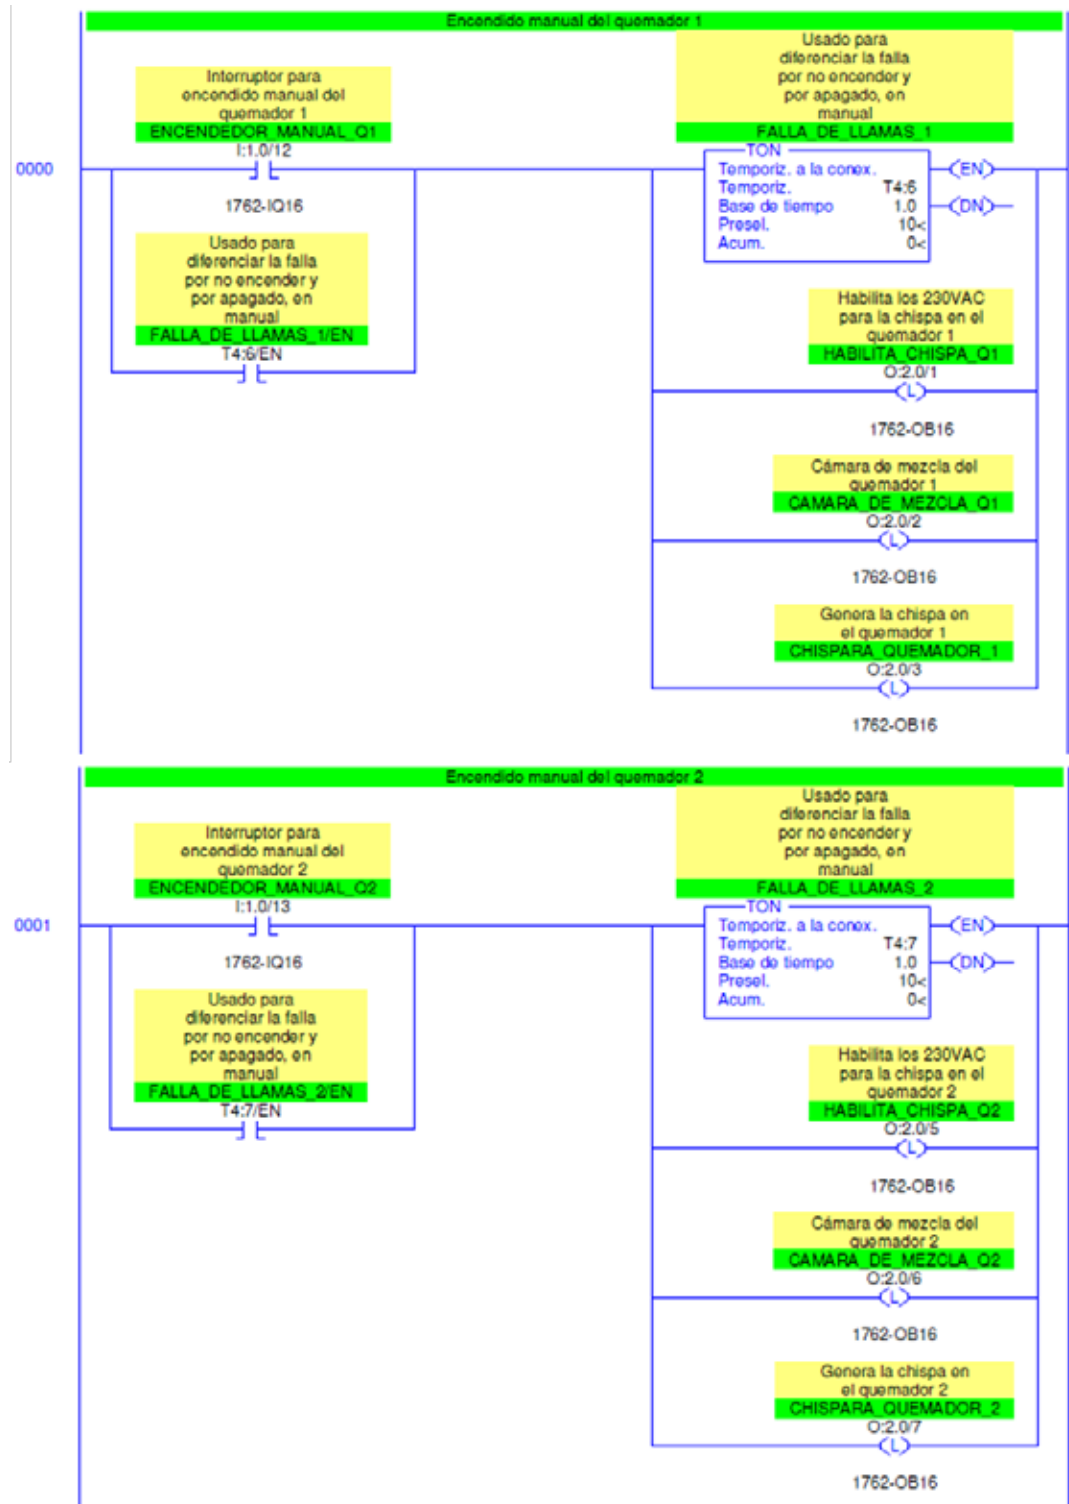 Encendido manual del quemador 1
Usado para
diferenciar la falla
por no encender y
por apagado, en
manual
FALLA_DE_LLAMAS_1
Interruptor para
encendido manual del
quemador 1
ENCENDEDOR_MANUAL_Q1
I:1.0/12
0000
1762-IQ16
TON
Temporiz. a la conex.
Temporiz. T4:6
Base de tiempo 1.0
Presel. 10<
Acum. 0<
EN
DN
Usado para
diferenciar la falla
por no encender y
por apagado, en
manual
FALLA_DE_LLAMAS_1/EN
T4:6/EN
Habilita los 230VAC
para la chispa en el
quemador 1
HABILITA_CHISPA_Q1
O:2.0/1
L
1762-OB16
Cámara de mezcla del
quemador 1
CAMARA_DE_MEZCLA_Q1
O:2.0/2
L
1762-OB16
Genera la chispa en
el quemador 1
CHISPARA_QUEMADOR_1
O:2.0/3
L
1762-OB16
Encendido manual del quemador 2
Usado para
diferenciar la falla
por no encender y
por apagado, en
manual
FALLA_DE_LLAMAS_2
Interruptor para
encendido manual del
quemador 2
ENCENDEDOR_MANUAL_Q2
I:1.0/13
0001
1762-IQ16
TON
Temporiz. a la conex.
Temporiz. T4:7
Base de tiempo 1.0
Presel. 10<
Acum. 0<
EN
DN
Usado para
diferenciar la falla
por no encender y
por apagado, en
manual
FALLA_DE_LLAMAS_2/EN
T4:7/EN
Habilita los 230VAC
para la chispa en el
quemador 2
HABILITA_CHISPA_Q2
O:2.0/5
L
1762-OB16
Cámara de mezcla del
quemador 2
CAMARA_DE_MEZCLA_Q2
O:2.0/6
L
1762-OB16
Genera la chispa en
el quemador 2
CHISPARA_QUEMADOR_2
O:2.0/7
L
1762-OB16